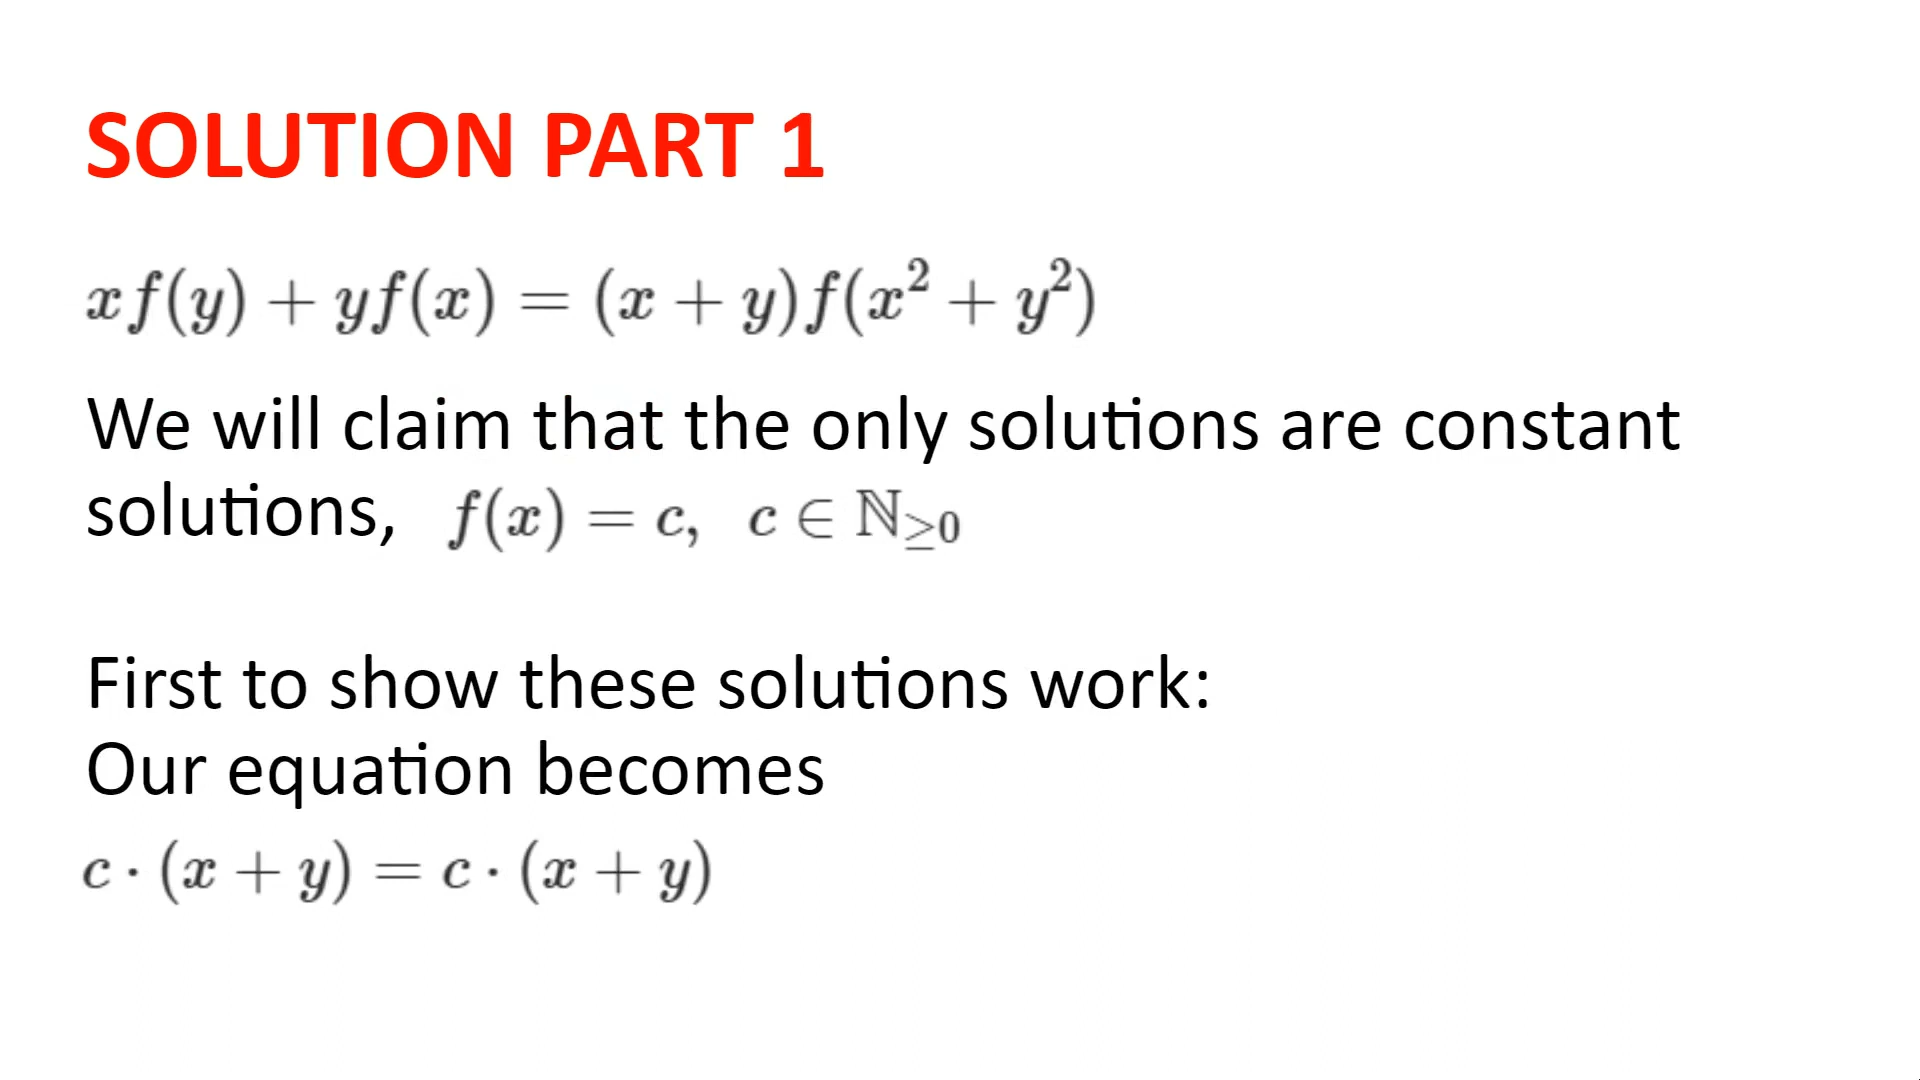 SOLUTION PART 1
xf(y) + yf(x) = (x + y)f(x² + y²)
We will claim that the only solutions are constant
solutions, f(x) = c, c ∈ ℕ≥0
First to show these solutions work:
Our equation becomes
c · (x + y) = c · (x + y)